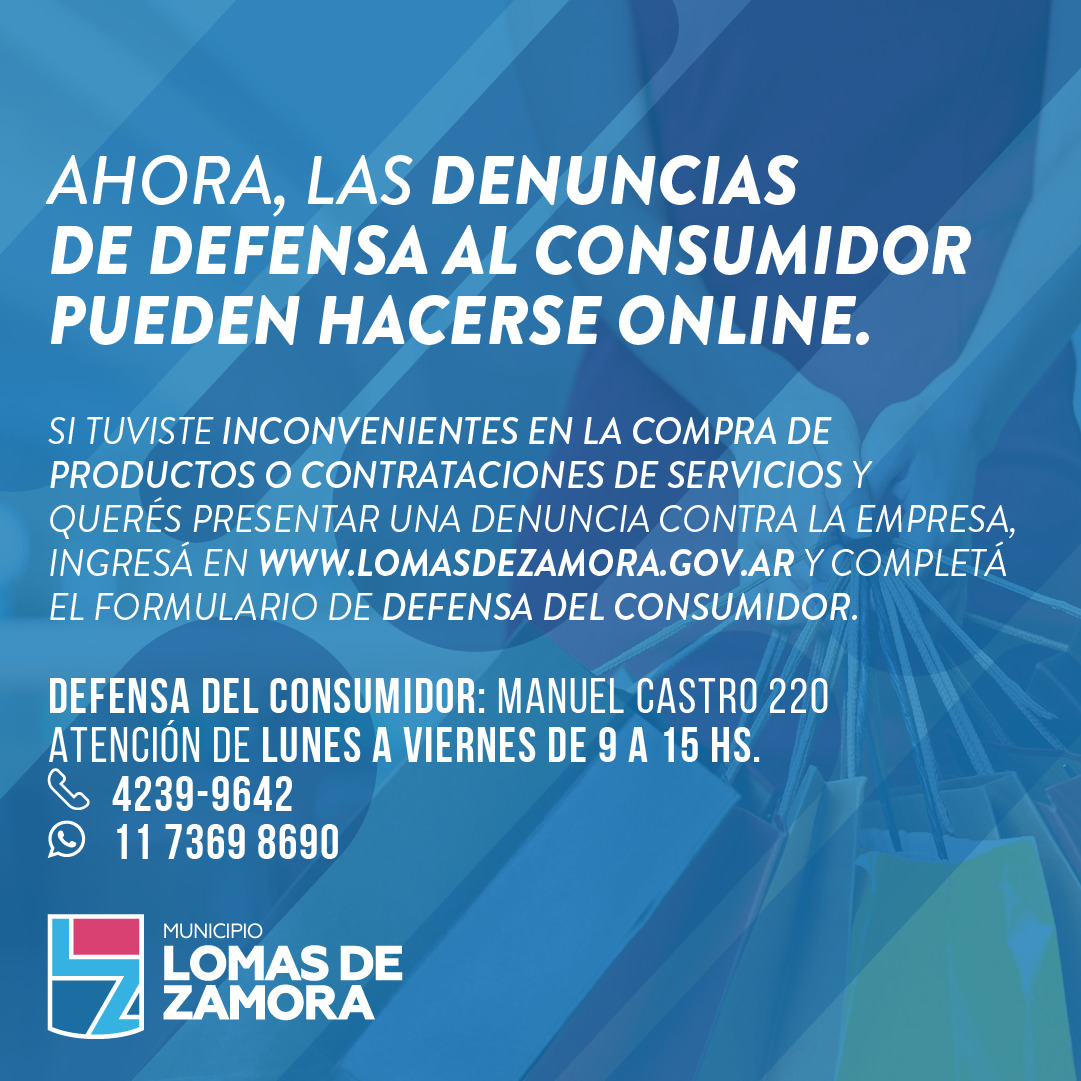 AHORA, LAS DENUNCIAS
DE DEFENSA AL CONSUMIDOR
PUEDEN HACERSE ONLINE.
SI TUVISTE INCONVENIENTES EN LA COMPRA DE
PRODUCTOS O CONTRATACIONES DE SERVICIOS Y
QUERÉS PRESENTAR UNA DENUNCIA CONTRA LA EMPRESA,
INGRESÁ EN WWW.LOMASDEZAMORA.GOV.AR Y COMPLETÁ
EL FORMULARIO DE DEFENSA DEL CONSUMIDOR.
DEFENSA DEL CONSUMIDOR: MANUEL CASTRO 220
ATENCIÓN DE LUNES A VIERNES DE 9 A 15 HS.
4239-9642
11 7369 8690
MUNICIPIO
LOMAS DE
ZAMORA